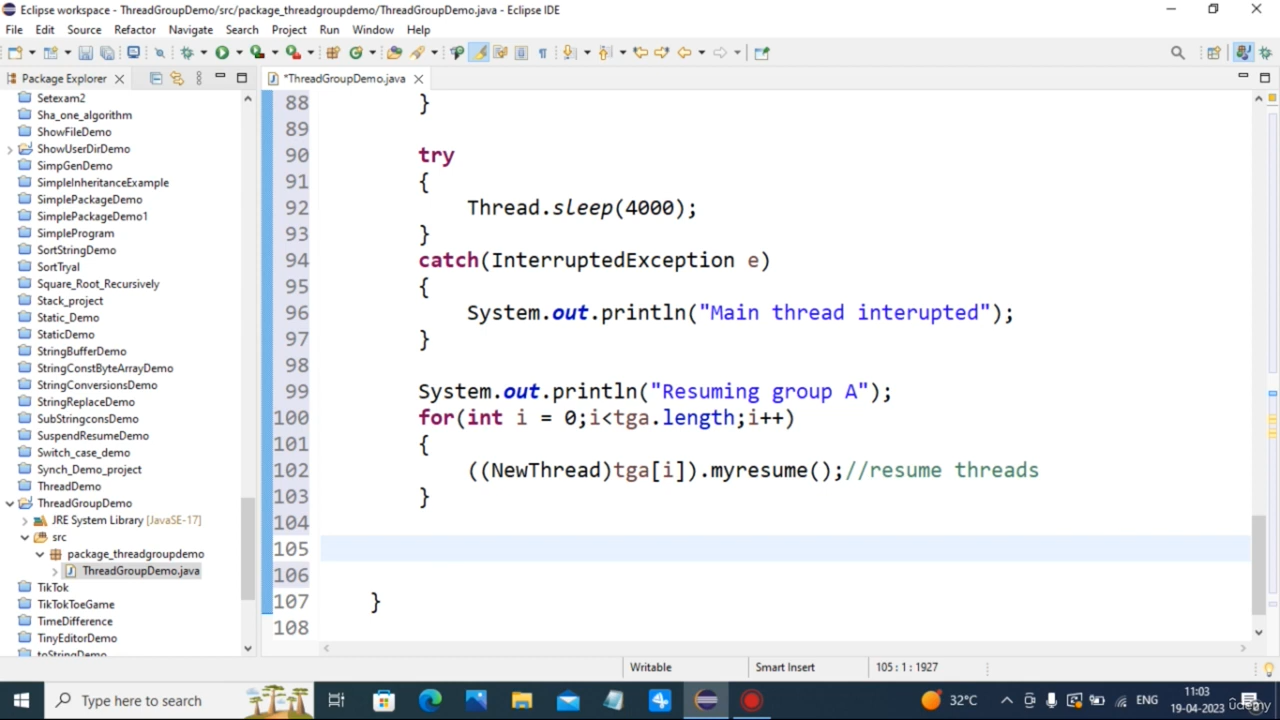 Eclipse workspace - ThreadGroupDemo/src/package_threadgroupdemo/ThreadGroupDemo.java - Eclipse IDE
File Edit Source Refactor Navigate Search Project Run Window Help
Package Explorer
*ThreadGroupDemo.java
Setexam2
Sha_one_algorithm
ShowFileDemo
ShowUserDirDemo
SimpGenDemo
SimpleInheritanceExample
SimplePackageDemo
SimplePackageDemo1
SimpleProgram
SortStringDemo
SortTryal
Square_Root_Recursively
Stack_project
Static_Demo
StaticDemo
StringBufferDemo
StringConstByteArrayDemo
StringConversionsDemo
StringReplaceDemo
SubStringconsDemo
SuspendResumeDemo
Switch_case_demo
Synch_Demo_project
ThreadDemo
ThreadGroupDemo
JRE System Library [JavaSE-17]
src
package_threadgroupdemo
ThreadGroupDemo.java
TikTok
TikTokToeGame
TimeDifference
TinyEditorDemo
toStringDemo
88 }
89
90 try
91 {
92 Thread.sleep(4000);
93 }
94 catch(InterruptedException e)
95 {
96 System.out.println("Main thread interupted");
97 }
98
99 System.out.println("Resuming group A");
100 for(int i = 0;i<tga.length;i++)
101 {
102 ((NewThread)tga[i]).myresume();//resume threads
103 }
104
105
106
107 }
108
Writable Smart Insert 105 : 1 : 1927
Type here to search
32°C
ENG
11:03
19-04-2023
udemy